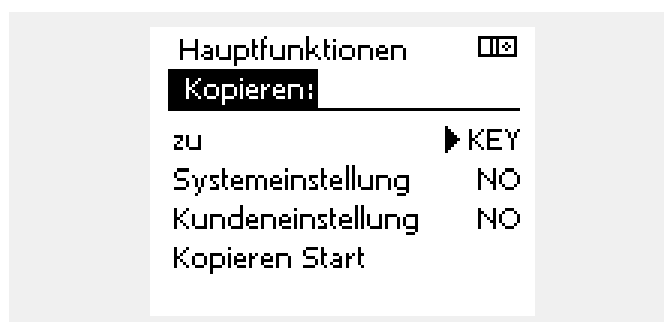 Hauptfunktionen
Kopieren:
zu KEY
Systemeinstellung NO
Kundeneinstellung NO
Kopieren Start